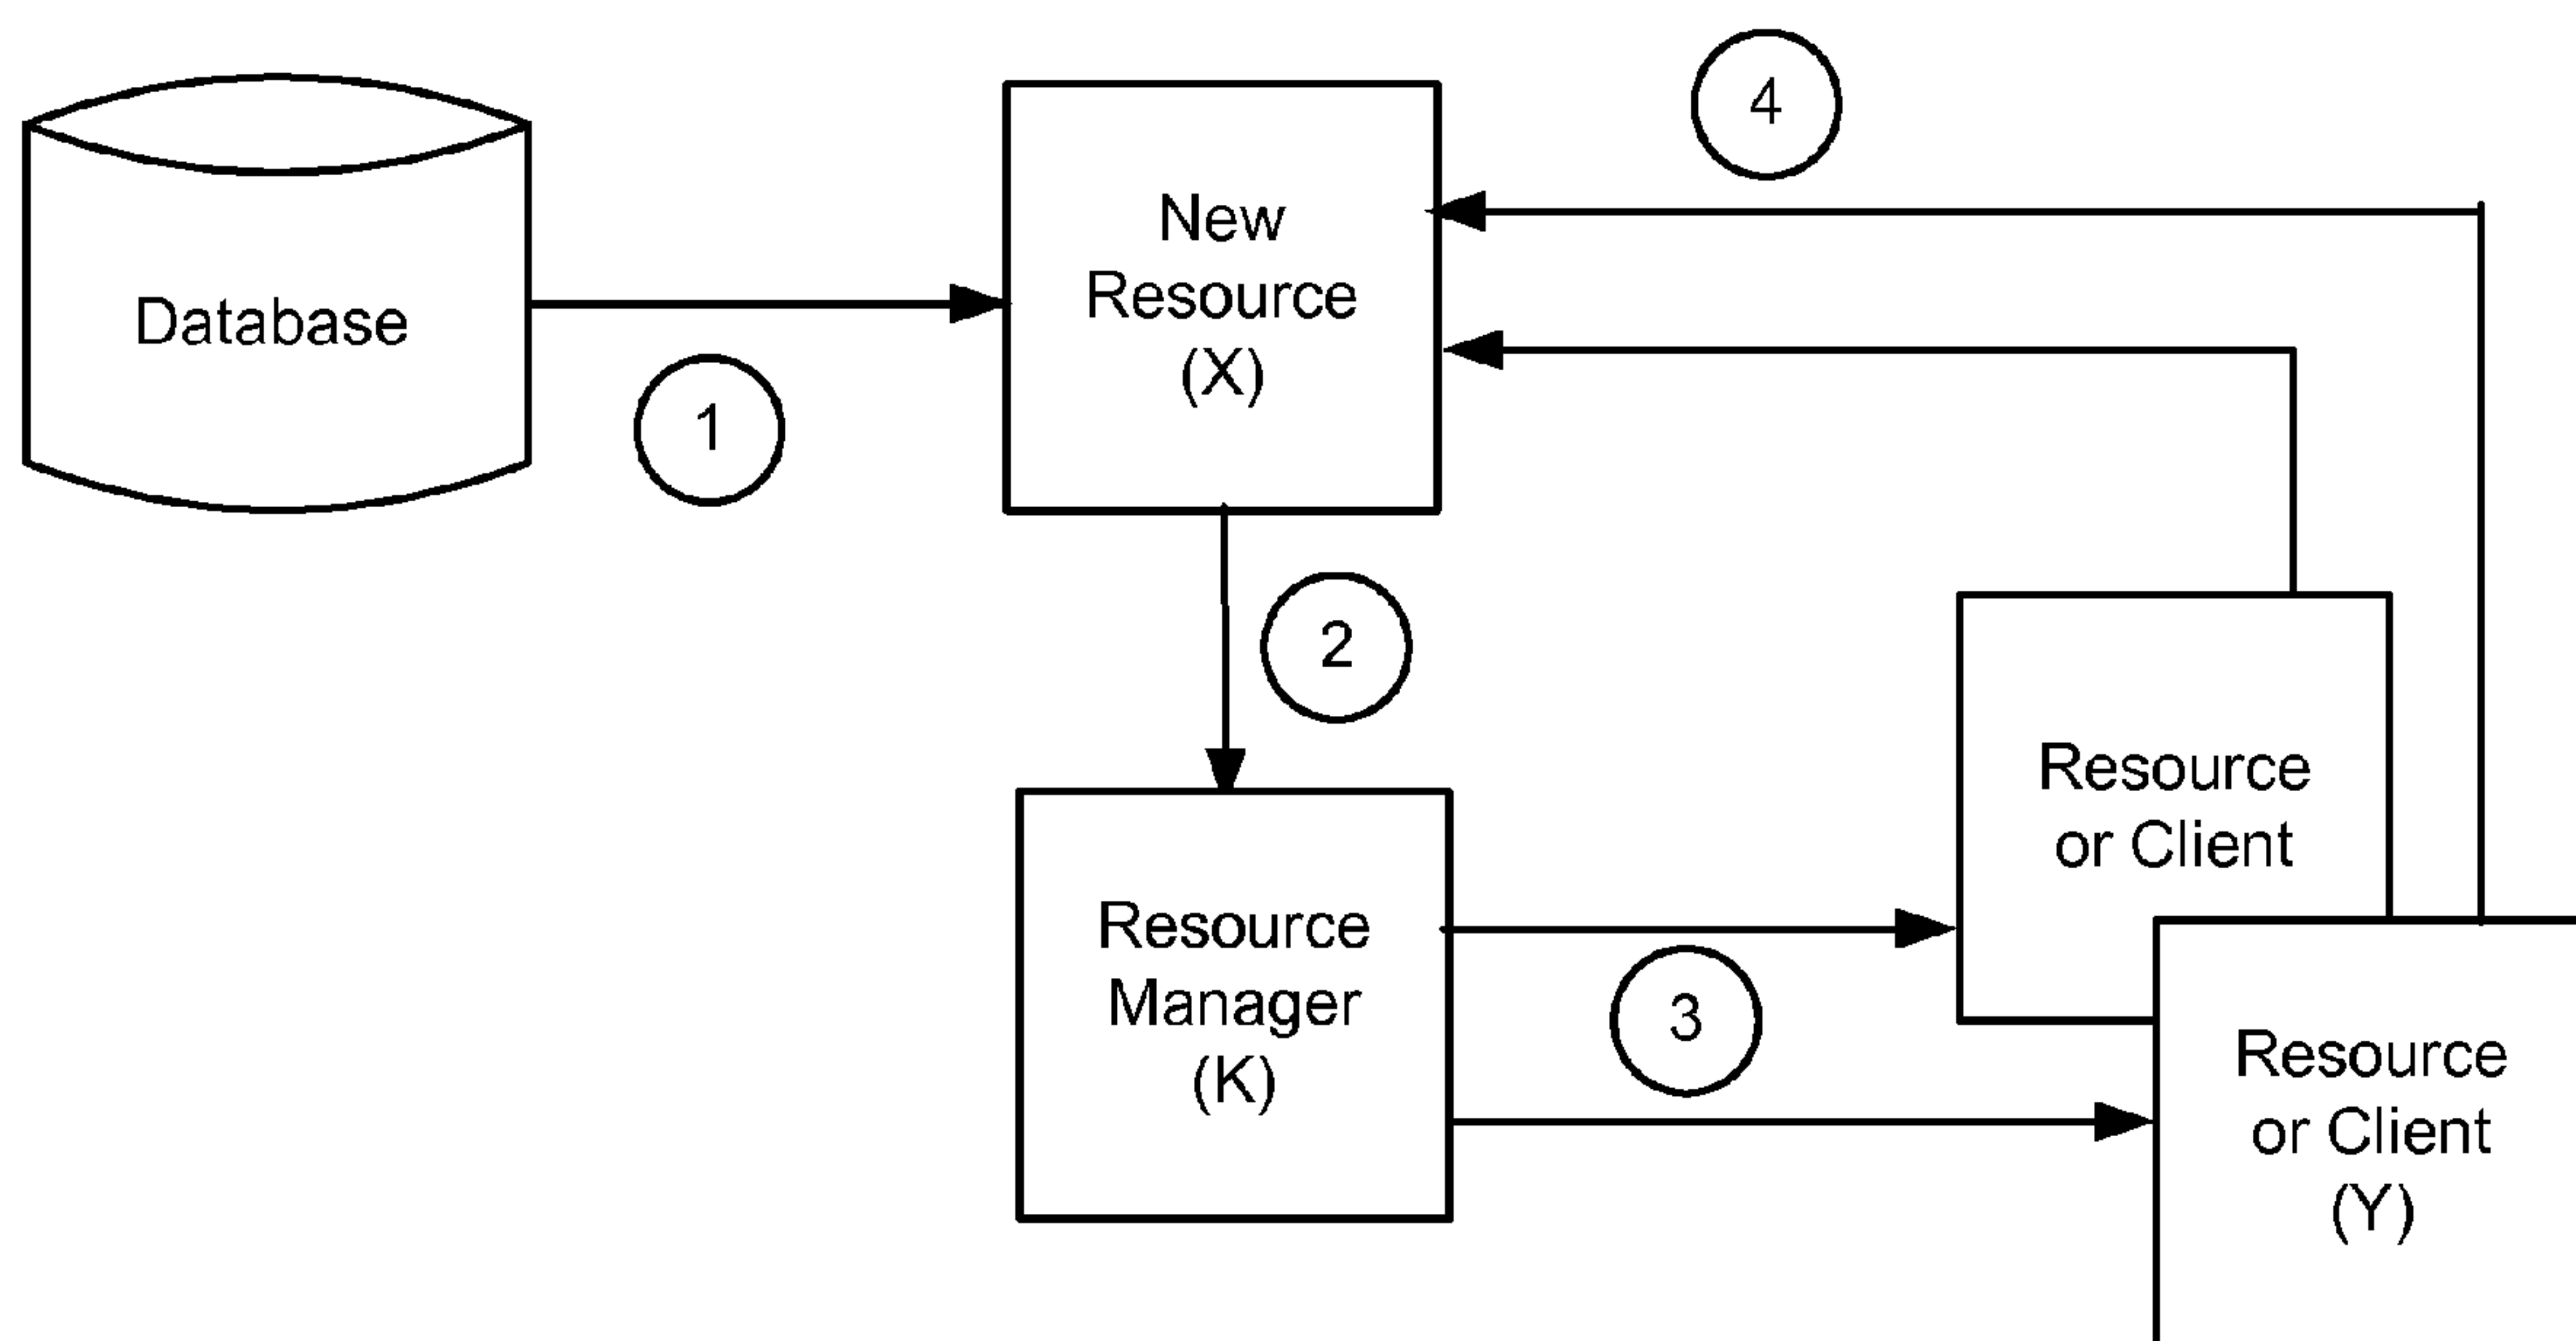 Database
1
New
Resource
(X)
4
2
Resource
Manager
(K)
3
Resource
or Client
Resource
or Client
(Y)